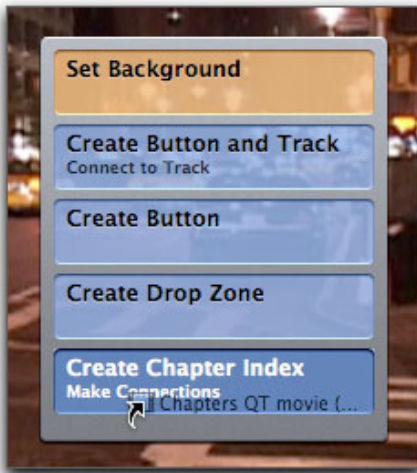 Set Background
Create Button and Track
Connect to Track
Create Button
Create Drop Zone
Create Chapter Index
Make Connections
Chapters QT movie (...